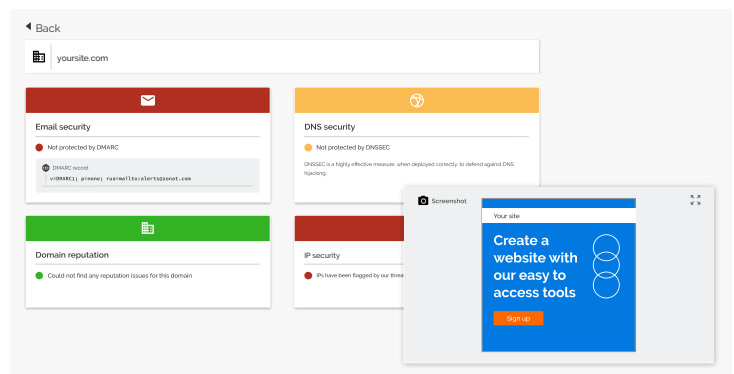 Back
yoursite.com
Email security
Not protected by DMARC
DMARC record
v=DMARC1; p=none; rua=mailto:alerts@zonat.com
DNS security
Not protected by DNSSEC
DNSSEC is a highly effective measure, when deployed correctly, to defend against DNS
hijacking.
Domain reputation
Could not find any reputation issues for this domain
IP security
IPs have been flagged by our threa
Screenshot
Your site
Create a
website with
our easy to
access tools
Sign up